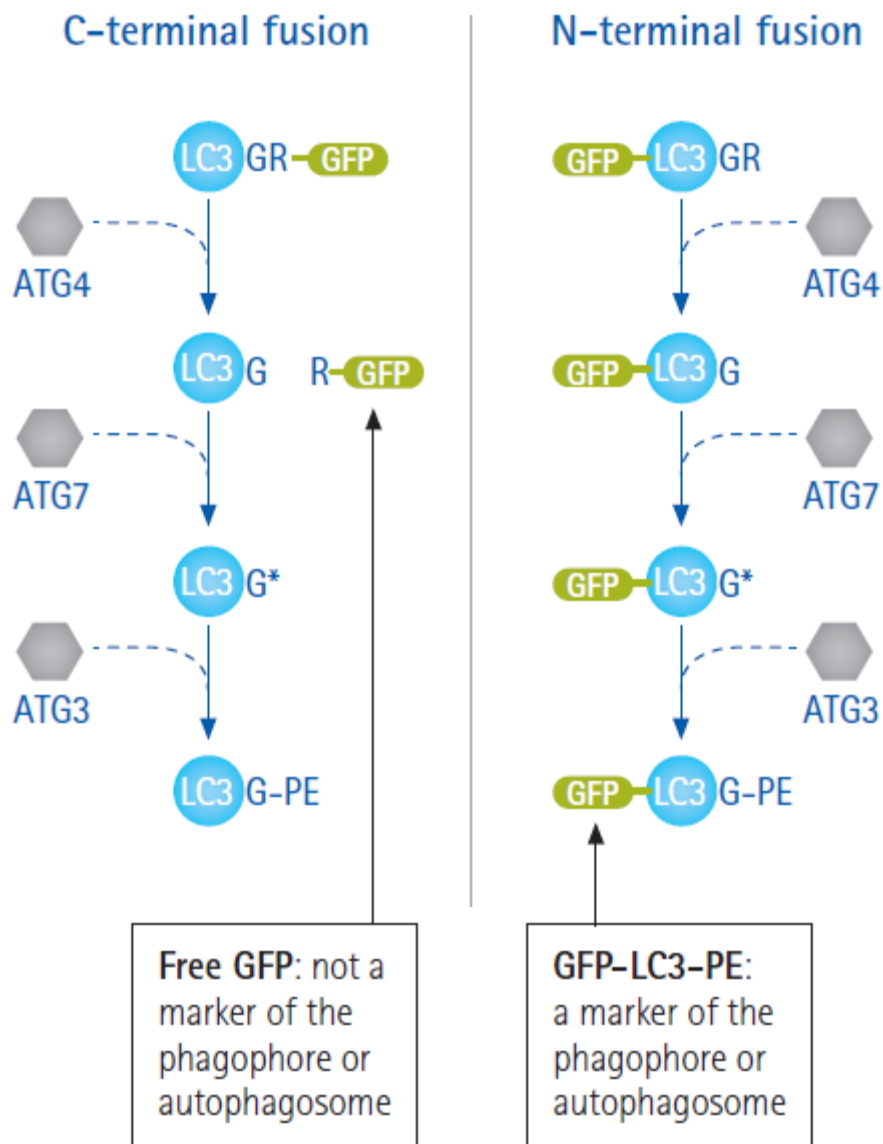 C-terminal fusion
LC3 GR GFP
ATG4
LC3 G R GFP
ATG7
LC3 G*
ATG3
LC3 G-PE
Free GFP: not a
marker of the
phagophore or
autophagosome
N-terminal fusion
GFP LC3 GR
ATG4
GFP LC3 G
ATG7
GFP LC3 G*
ATG3
GFP LC3 G-PE
GFP-LC3-PE:
a marker of the
phagophore or
autophagosome